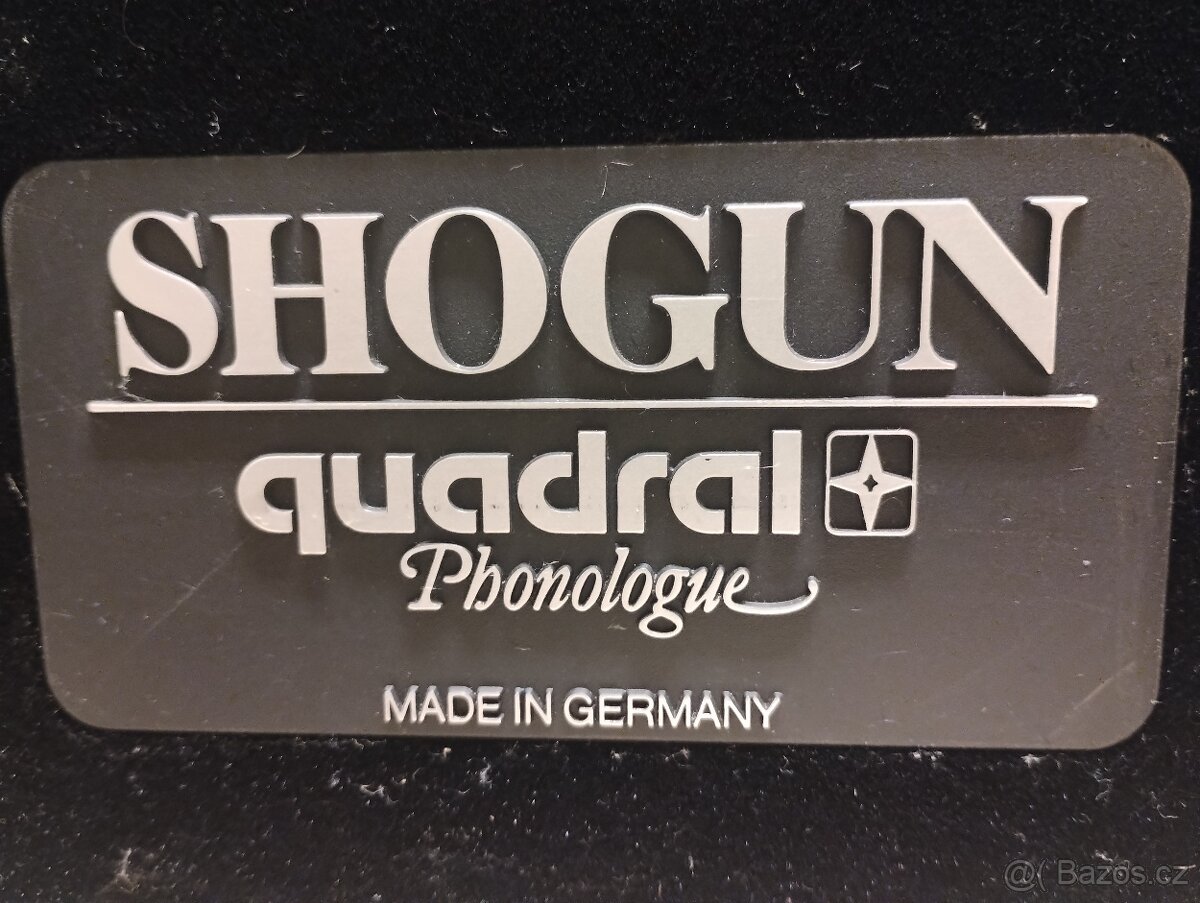 SHOGUN
quadral
Phonologue
MADE IN GERMANY
@( Bazos.cz